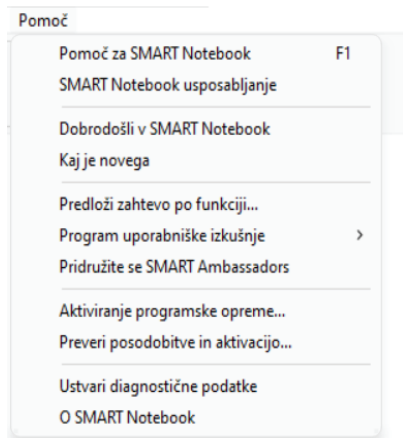 Pomoč
Pomoč za SMART Notebook F1
SMART Notebook usposabljanje
Dobrodošli v SMART Notebook
Kaj je novega
Predloži zahtevo po funkciji...
Program uporabniške izkušnje >
Pridružite se SMART Ambassadors
Aktiviranje programske opreme...
Preveri posodobitve in aktivacijo...
Ustvari diagnostične podatke
O SMART Notebook